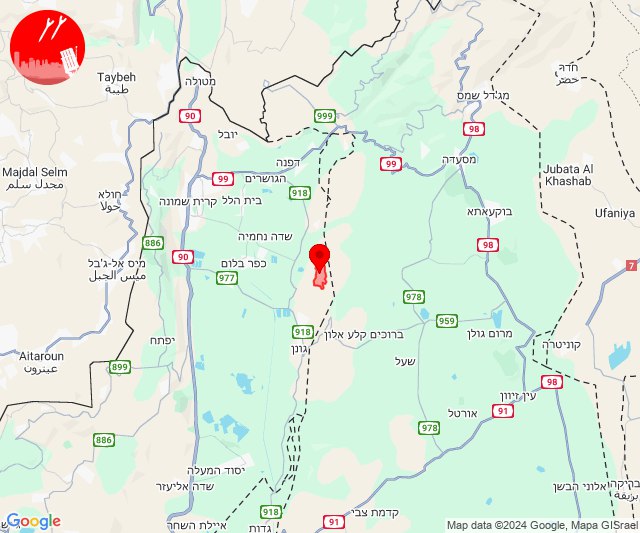 Taybeh
طيبة
מטולה
90
יובל
999
חדר
حضر
מג'דל שמס
98
99
מסעדה
דפנה
הגושרים
99
918
Majdal Selm
مجدل سلم
חולא
حولا
קרית שמונה
בית הלל
בוקעאתא
Jubata Al
Khashab
Ufaniya
98
7
886
90
מיס אל-ג'בל
ميس الجبل
שדה נחמיה
כפר בלום
977
978
959
918
גונן
ברוכים קלע אלון
מרום גולן
קוניטרה
יפתח
899
Aitaroun
عيترون
שעל
98
עין זיוון
91
אורטל
978
886
יסוד המעלה
שדה אליעזר
918
גדות
איילת השחר
91
קדמת צבי
אלוני הבשן
Google
Map data ©2024 Google, Mapa GISrael